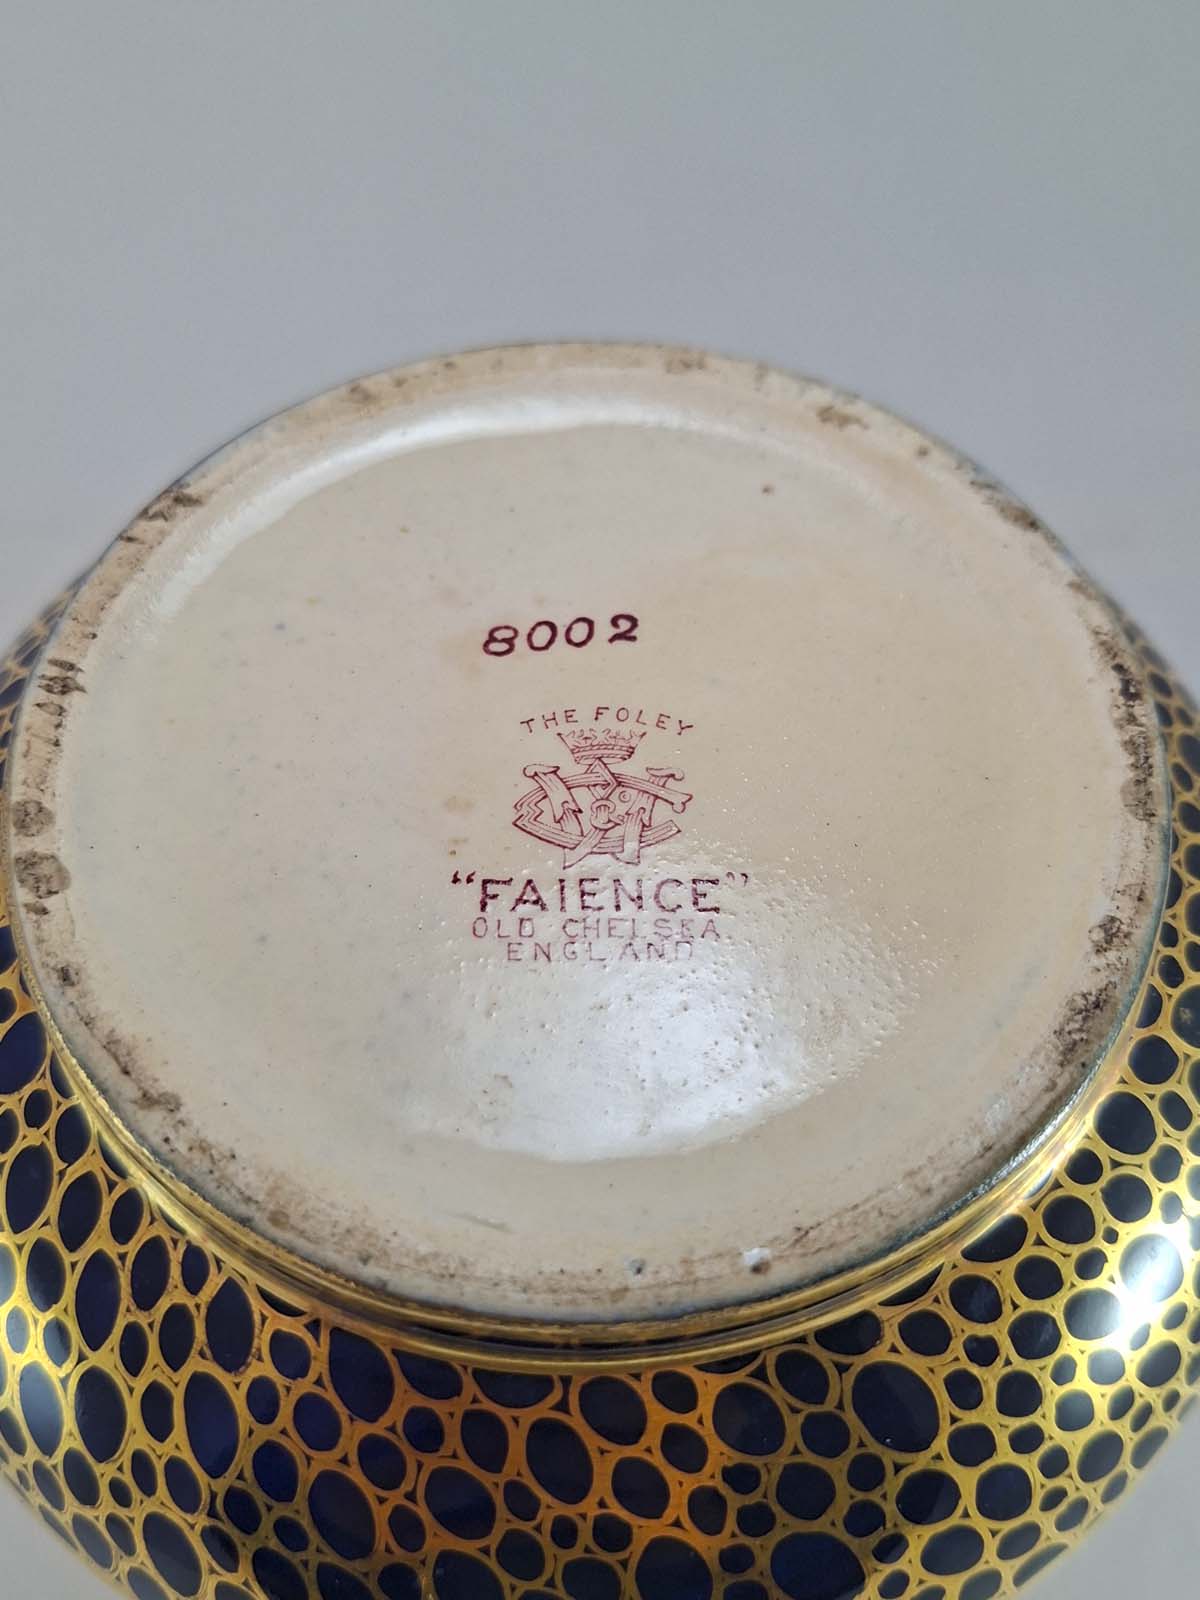 8002
THE FOLEY
"FAIENCE"
OLD CHELSEA
ENGLAND